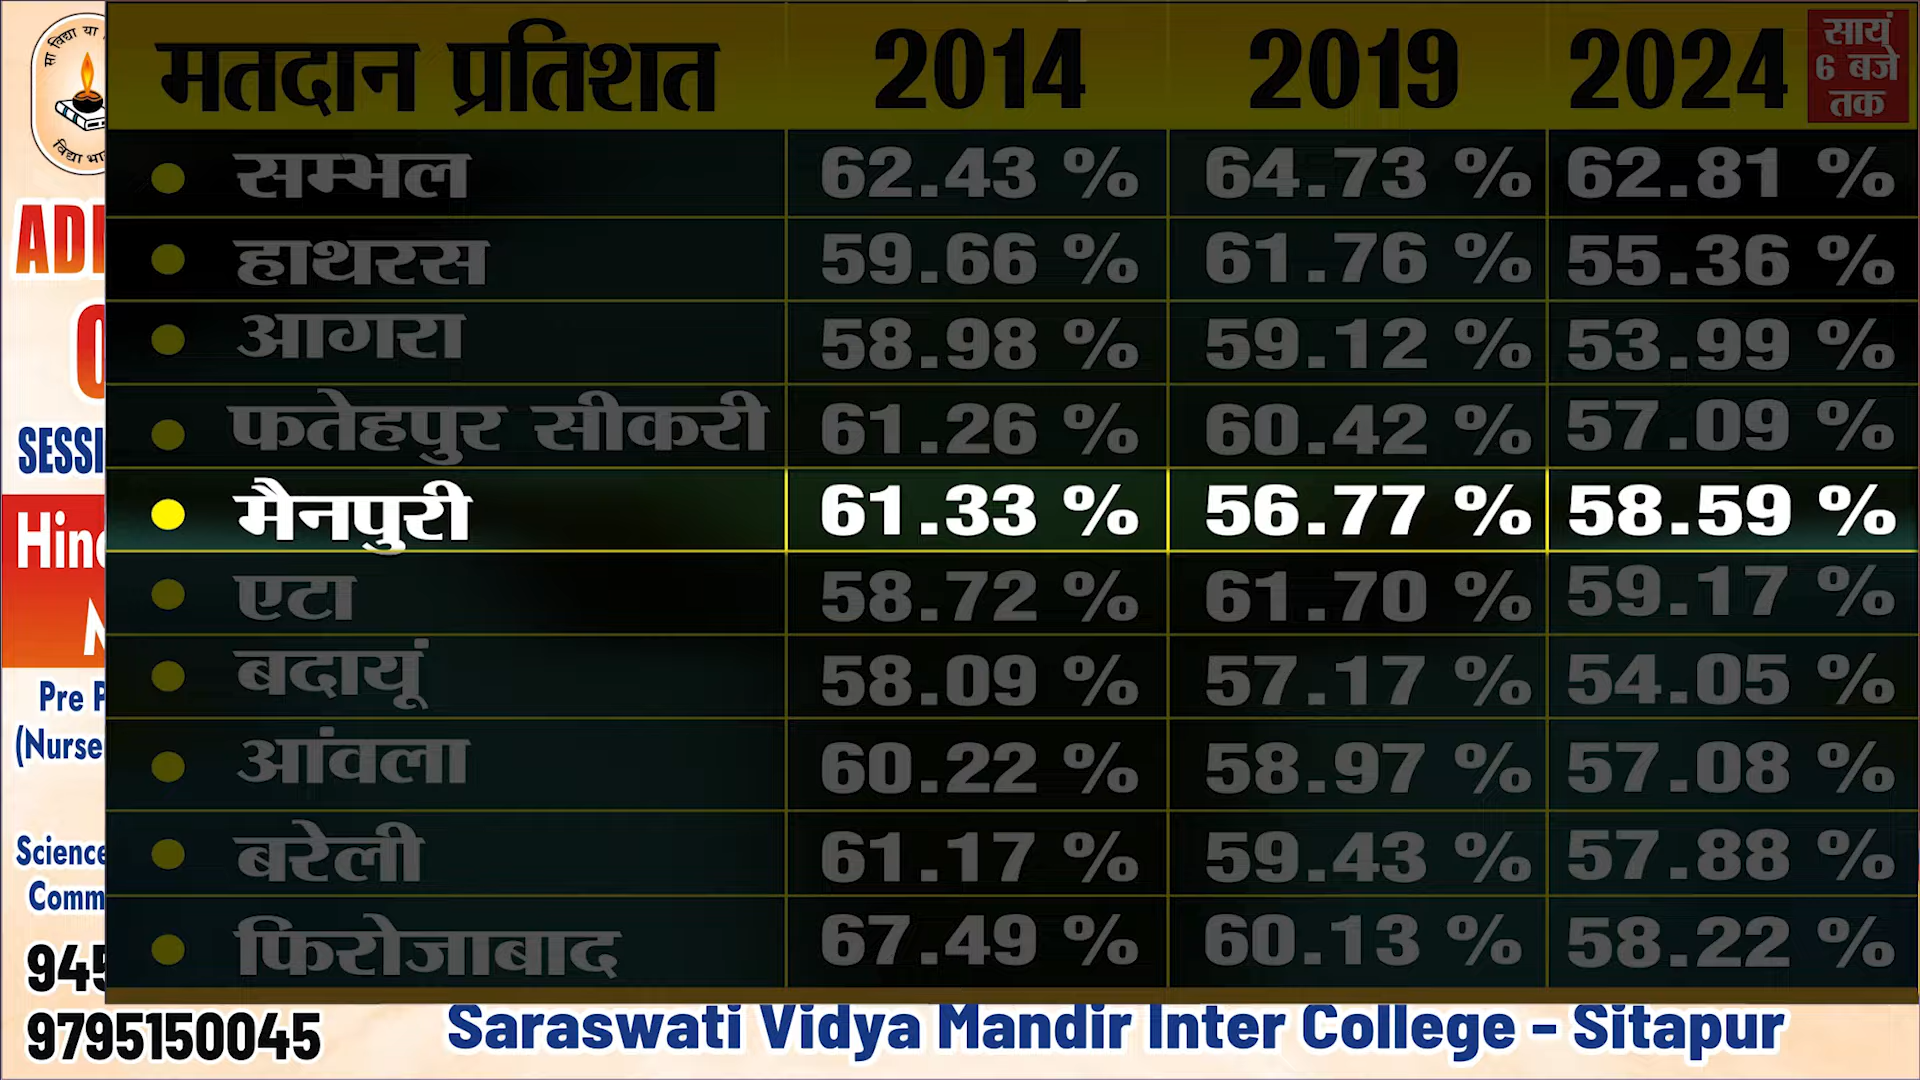 सा विद्या या
विद्या भा
मतदान प्रतिशत 2014 2019 2024 सायं 6 बजे तक
सम्भल 62.43 % 64.73 % 62.81 %
हाथरस 59.66 % 61.76 % 55.36 %
आगरा 58.98 % 59.12 % 53.99 %
फतेहपुर सीकरी 61.26 % 60.42 % 57.09 %
मैनपुरी 61.33 % 56.77 % 58.59 %
एटा 58.72 % 61.70 % 59.17 %
बदायूं 58.09 % 57.17 % 54.05 %
आंवला 60.22 % 58.97 % 57.08 %
बरेली 61.17 % 59.43 % 57.88 %
फिरोजाबाद 67.49 % 60.13 % 58.22 %
SESSI
Hin
Pre P
(Nurse
Science
Comm
945
9795150045
Saraswati Vidya Mandir Inter College - Sitapur